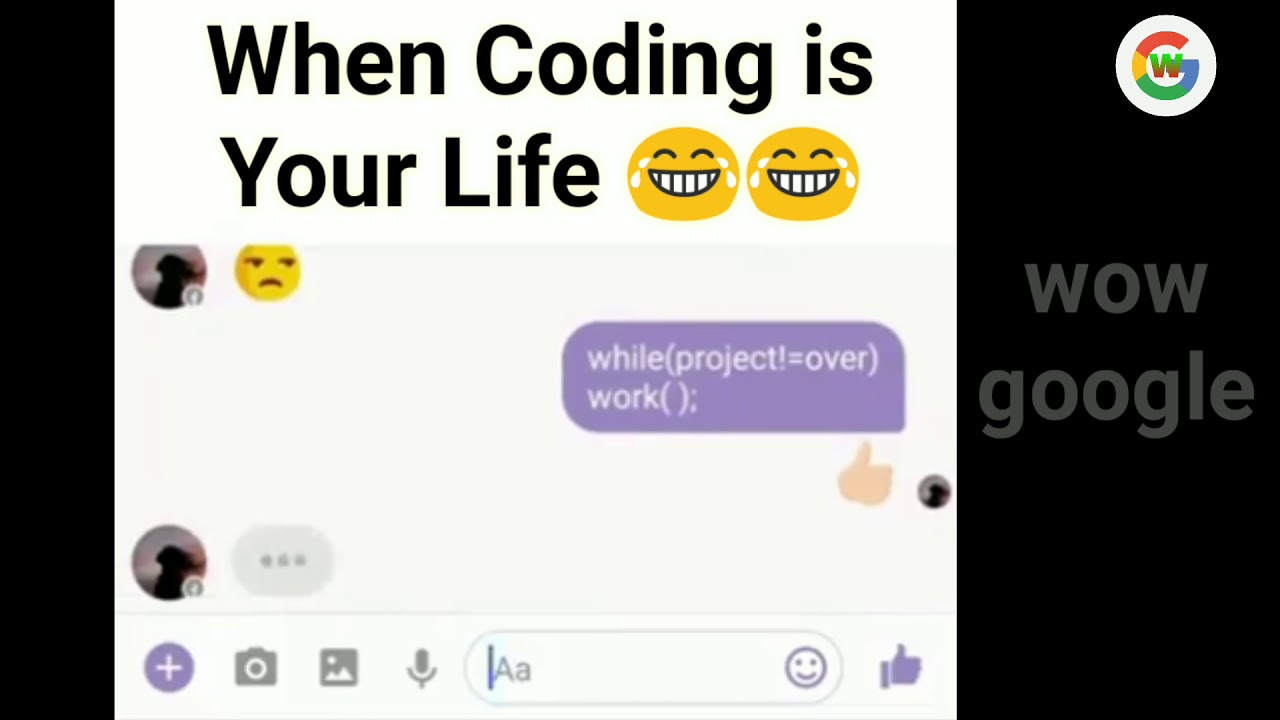 When Coding is
Your Life 😂😂
while(project!=over)
work( );
Aa
W
wow
google